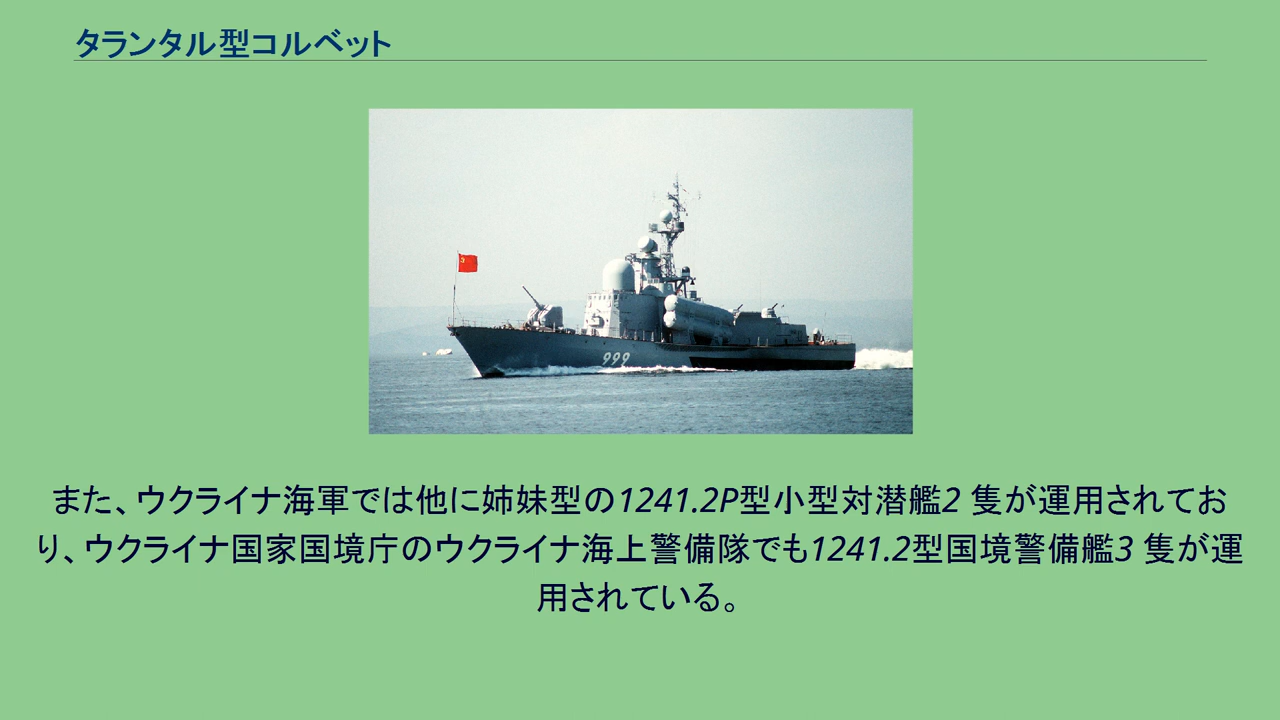 タランタル型コルベット
999
また、ウクライナ海軍では他に姉妹型の1241.2P型小型対潜艦2 隻が運用されてお
り、ウクライナ国家国境庁のウクライナ海上警備隊でも1241.2型国境警備艦3 隻が運
用されている。